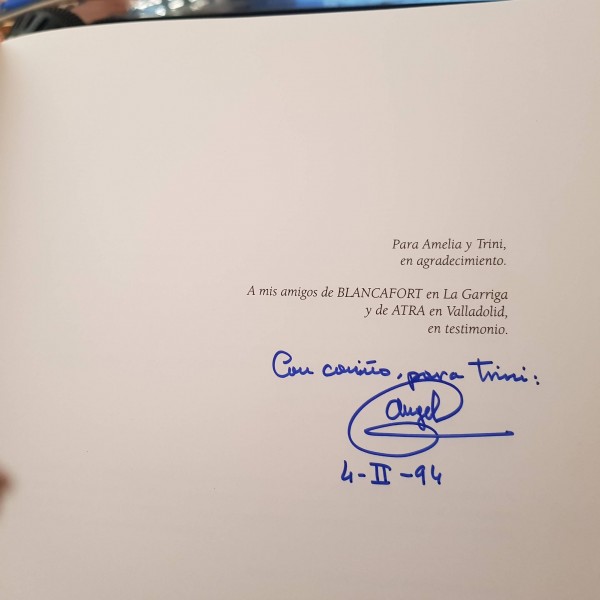 Para Amelia y Trini,
en agradecimiento.
A mis amigos de BLANCAFORT en La Garriga
y de ATRA en Valladolid,
en testimonio.
Con cariño, para Trini:
Angel
4-II-94